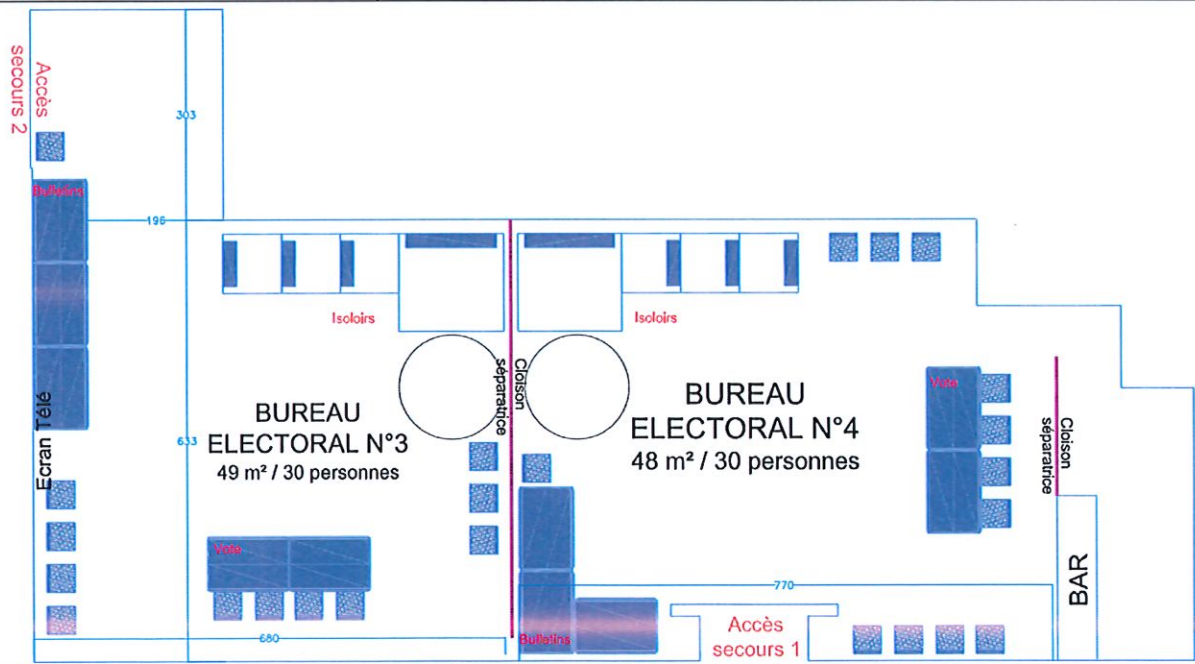 Accès
secours 2
303
Bulletins
195
Isoloirs
Isoloirs
Cloison
séparatrice
Vote
BUREAU
ELECTORAL N°3
49 m² / 30 personnes
BUREAU
ELECTORAL N°4
48 m² / 30 personnes
Cloison
séparatrice
Ecran Télé
633
Vote
BAR
770
680
Bulletins
Accès
secours 1